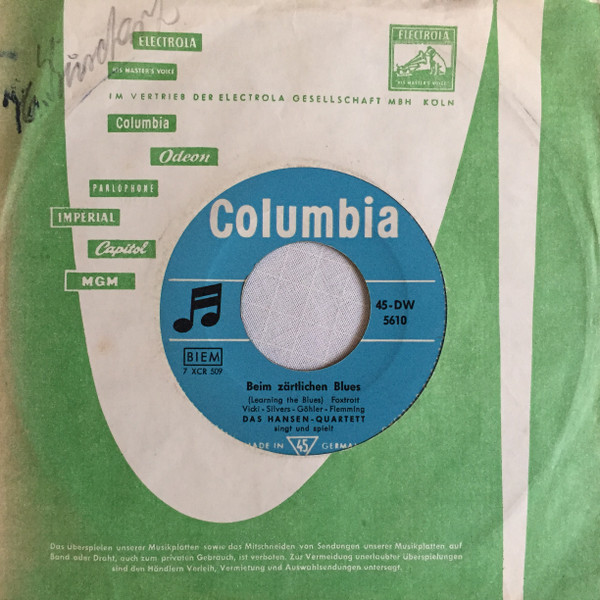 ELECTROLA
HIS MASTER'S VOICE
ELECTROLA
HIS MASTER'S VOICE
IM VERTRIEB DER ELECTROLA GESELLSCHAFT MBH KÖLN
Columbia
Odeon
PARLOPHONE
IMPERIAL
Capitol
MGM
Columbia
45-DW
5610
BIEM
7 XCR 509
Beim zärtlichen Blues
(Learning the Blues) Foxtrott
Vicki - Silvers - Göhler - Flemming
DAS HANSEN-QUARTETT
singt und spielt
MADE IN 45 GERMANY
Das Überspielen unserer Musikplatten sowie das Mitschneiden von Sendungen unserer Musikplatten auf
Band oder Draht, auch zum privaten Gebrauch, ist verboten. Zur Vermeidung unerlaubter Überspielungen
sind den Händlern Verleih, Vermietung und Auswahlsendungen untersagt.